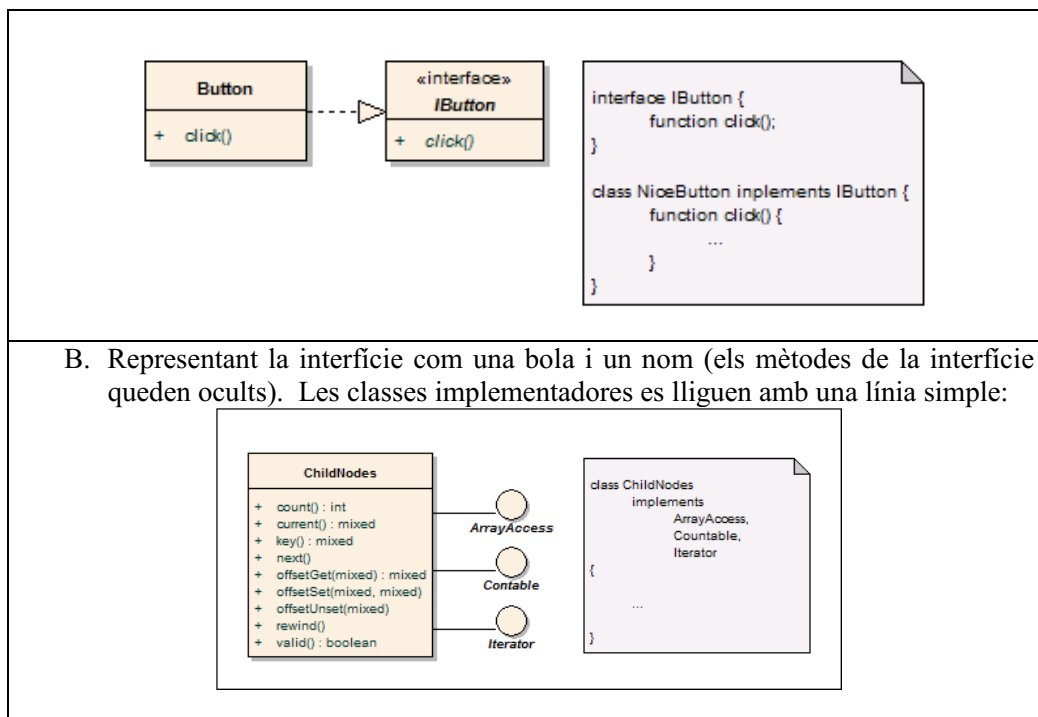 Button
+ click()
«interface»
IButton
+ click()
interface IButton {
function click();
}
class NiceButton inplements IButton {
function click() {
...
}
}
B. Representant la interfície com una bola i un nom (els mètodes de la interfície
queden ocults). Les classes implementadores es lliguen amb una línia simple:
ChildNodes
+ count() : int
+ current() : mixed
+ key() : mixed
+ next()
+ offsetGet(mixed) : mixed
+ offsetSet(mixed, mixed)
+ offsetUnset(mixed)
+ rewind()
+ valid() : boolean
ArrayAccess
Contable
Iterator
class ChildNodes
implements
ArrayAccess,
Countable,
Iterator
{
...
}